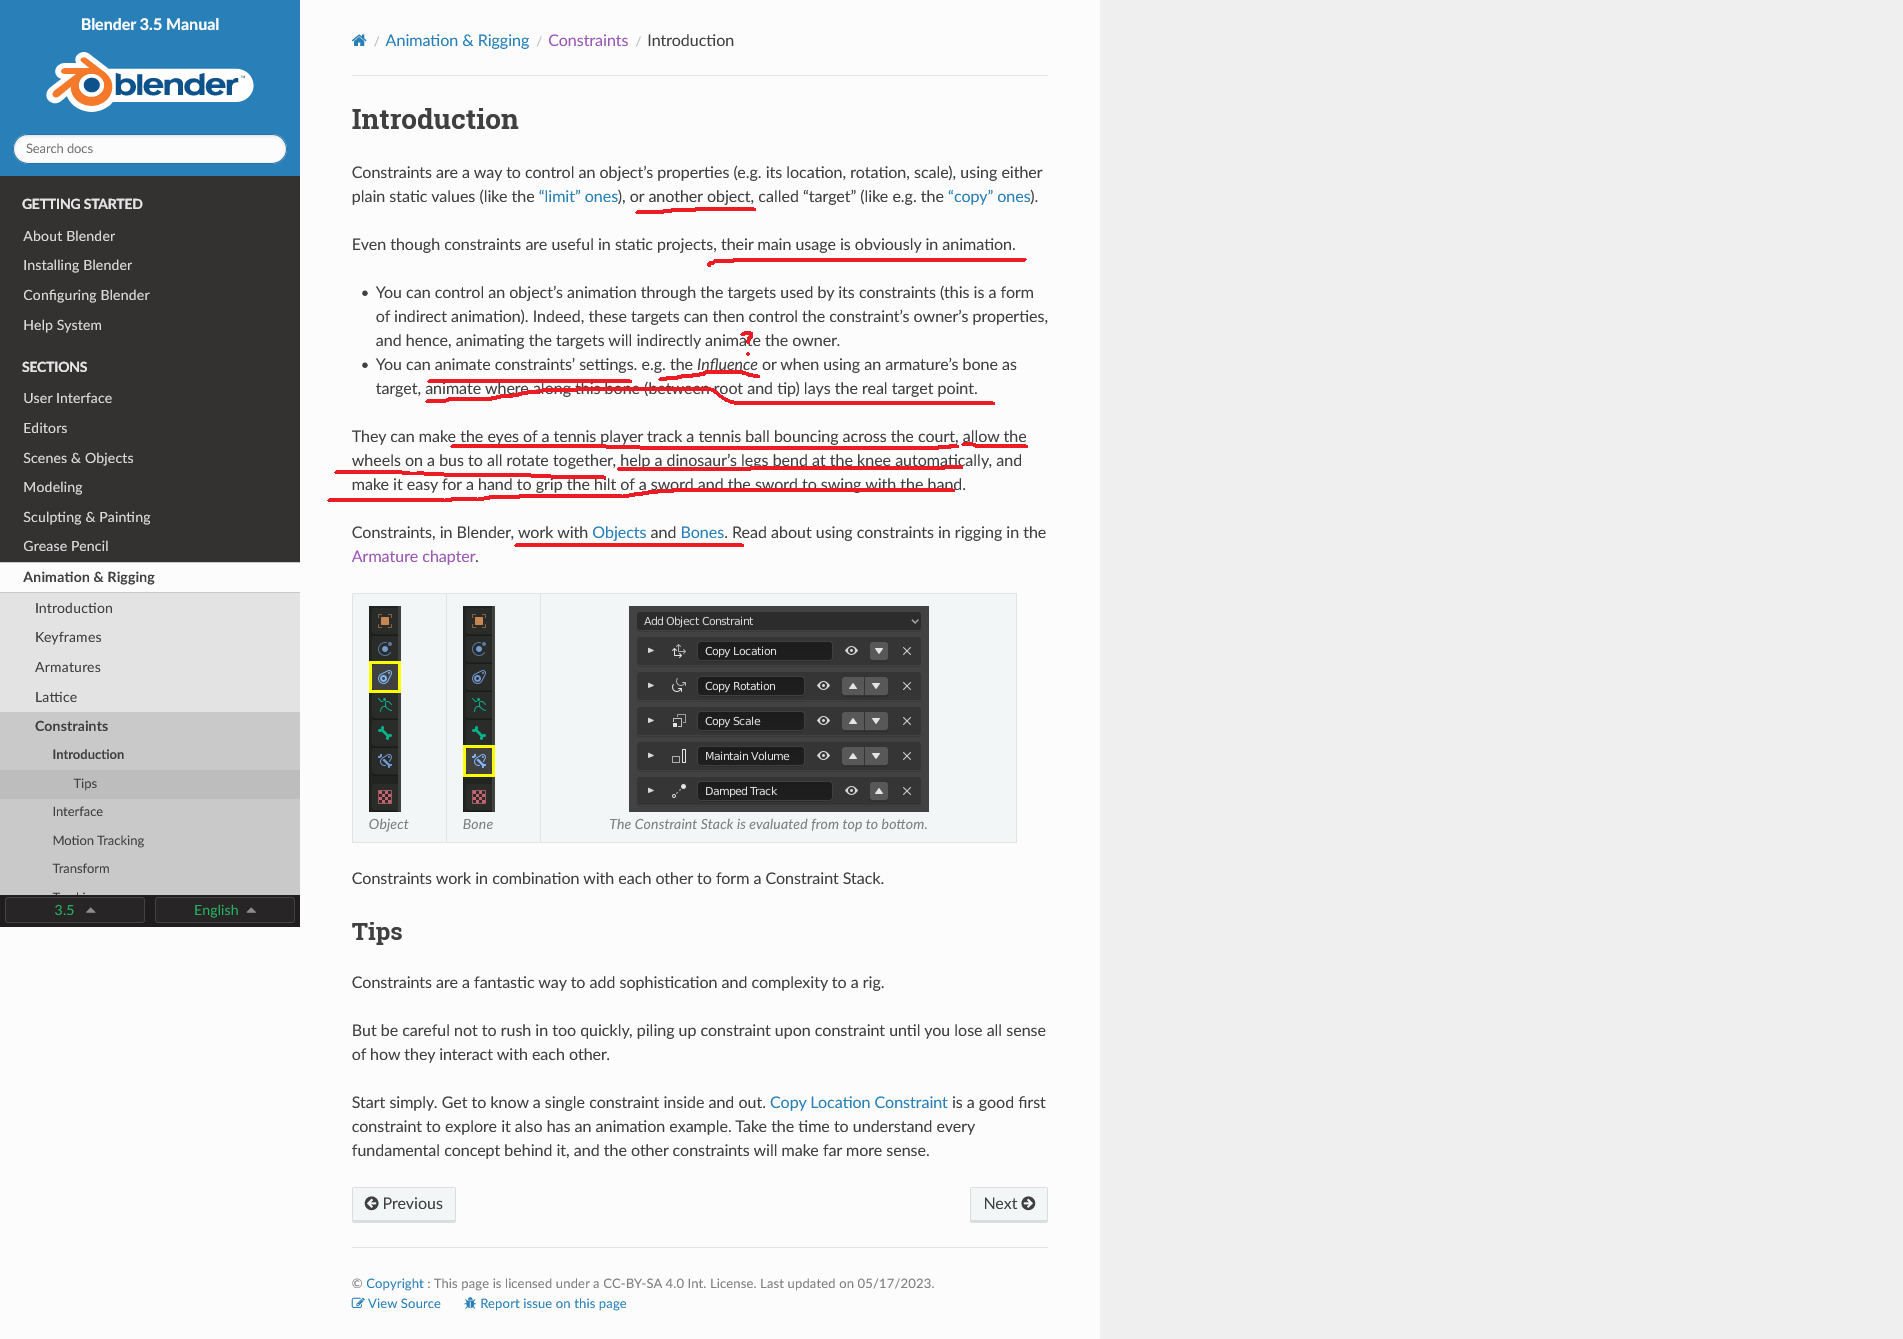 Blender 3.5 Manual
blender™
Search docs
GETTING STARTED
About Blender
Installing Blender
Configuring Blender
Help System
SECTIONS
User Interface
Editors
Scenes & Objects
Modeling
Sculpting & Painting
Grease Pencil
Animation & Rigging
Introduction
Keyframes
Armatures
Lattice
Constraints
Introduction
Tips
Interface
Motion Tracking
Transform
3.5
English
/ Animation & Rigging / Constraints / Introduction
Introduction
Constraints are a way to control an object’s properties (e.g. its location, rotation, scale), using either
plain static values (like the “limit” ones), or another object, called “target” (like e.g. the “copy” ones).
Even though constraints are useful in static projects, their main usage is obviously in animation.
• You can control an object’s animation through the targets used by its constraints (this is a form
of indirect animation). Indeed, these targets can then control the constraint’s owner’s properties,
and hence, animating the targets will indirectly animate the owner.
?
• You can animate constraints’ settings. e.g. the Influence or when using an armature’s bone as
target, animate where along this bone (between root and tip) lays the real target point.
They can make the eyes of a tennis player track a tennis ball bouncing across the court, allow the
wheels on a bus to all rotate together, help a dinosaur’s legs bend at the knee automatically, and
make it easy for a hand to grip the hilt of a sword and the sword to swing with the hand.
Constraints, in Blender, work with Objects and Bones. Read about using constraints in rigging in the
Armature chapter.
Add Object Constraint
Copy Location
Copy Rotation
Copy Scale
Maintain Volume
Damped Track
Object
Bone
The Constraint Stack is evaluated from top to bottom.
Constraints work in combination with each other to form a Constraint Stack.
Tips
Constraints are a fantastic way to add sophistication and complexity to a rig.
But be careful not to rush in too quickly, piling up constraint upon constraint until you lose all sense
of how they interact with each other.
Start simply. Get to know a single constraint inside and out. Copy Location Constraint is a good first
constraint to explore it also has an animation example. Take the time to understand every
fundamental concept behind it, and the other constraints will make far more sense.
Previous
Next
© Copyright : This page is licensed under a CC-BY-SA 4.0 Int. License. Last updated on 05/17/2023.
View Source
Report issue on this page